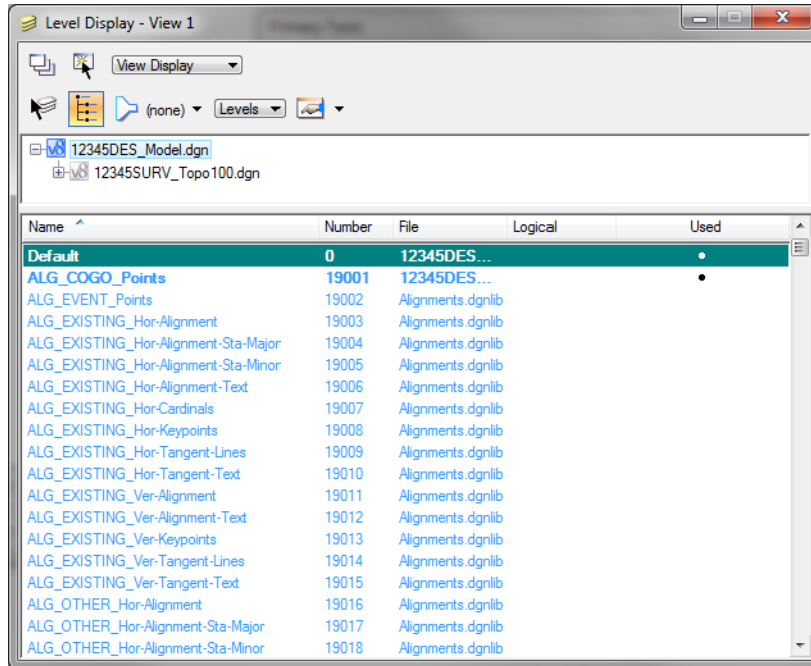 Level Display - View 1
View Display
(none) Levels
12345DES_Model.dgn
12345SURV_Topo100.dgn
Name Number File Logical Used
Default 0 12345DES...
ALG_COGO_Points 19001 12345DES...
ALG_EVENT_Points 19002 Alignments.dgnlib
ALG_EXISTING_Hor-Alignment 19003 Alignments.dgnlib
ALG_EXISTING_Hor-Alignment-Sta-Major 19004 Alignments.dgnlib
ALG_EXISTING_Hor-Alignment-Sta-Minor 19005 Alignments.dgnlib
ALG_EXISTING_Hor-Alignment-Text 19006 Alignments.dgnlib
ALG_EXISTING_Hor-Cardinals 19007 Alignments.dgnlib
ALG_EXISTING_Hor-Keypoints 19008 Alignments.dgnlib
ALG_EXISTING_Hor-Tangent-Lines 19009 Alignments.dgnlib
ALG_EXISTING_Hor-Tangent-Text 19010 Alignments.dgnlib
ALG_EXISTING_Ver-Alignment 19011 Alignments.dgnlib
ALG_EXISTING_Ver-Alignment-Text 19012 Alignments.dgnlib
ALG_EXISTING_Ver-Keypoints 19013 Alignments.dgnlib
ALG_EXISTING_Ver-Tangent-Lines 19014 Alignments.dgnlib
ALG_EXISTING_Ver-Tangent-Text 19015 Alignments.dgnlib
ALG_OTHER_Hor-Alignment 19016 Alignments.dgnlib
ALG_OTHER_Hor-Alignment-Sta-Major 19017 Alignments.dgnlib
ALG_OTHER_Hor-Alignment-Sta-Minor 19018 Alignments.dgnlib